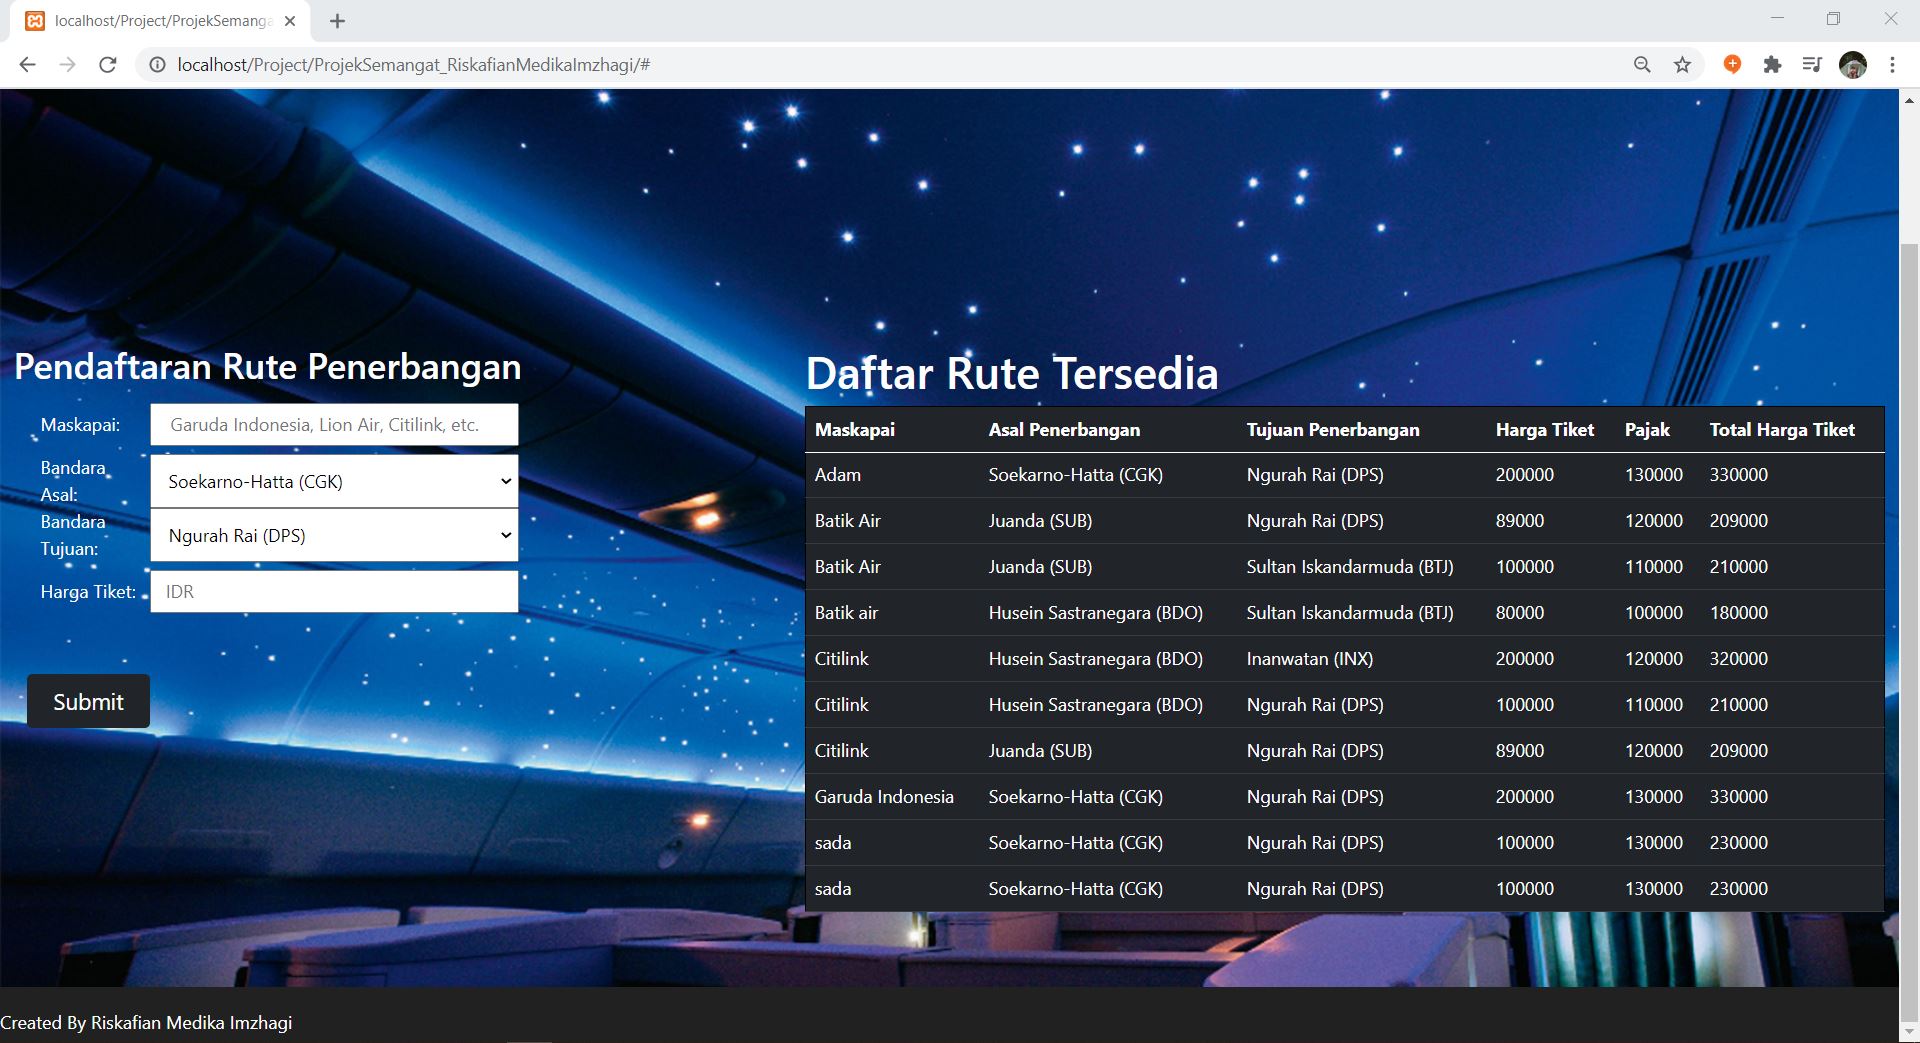 localhost/Project/ProjekSemanga
localhost/Project/ProjekSemangat_RiskafianMedikaImzhagi/#
Pendaftaran Rute Penerbangan
Maskapai: Garuda Indonesia, Lion Air, Citilink, etc.
Bandara Asal: Soekarno-Hatta (CGK)
Bandara Tujuan: Ngurah Rai (DPS)
Harga Tiket: IDR
Submit
Daftar Rute Tersedia
Maskapai Asal Penerbangan Tujuan Penerbangan Harga Tiket Pajak Total Harga Tiket
Adam Soekarno-Hatta (CGK) Ngurah Rai (DPS) 200000 130000 330000
Batik Air Juanda (SUB) Ngurah Rai (DPS) 89000 120000 209000
Batik Air Juanda (SUB) Sultan Iskandarmuda (BTJ) 100000 110000 210000
Batik air Husein Sastranegara (BDO) Sultan Iskandarmuda (BTJ) 80000 100000 180000
Citilink Husein Sastranegara (BDO) Inanwatan (INX) 200000 120000 320000
Citilink Husein Sastranegara (BDO) Ngurah Rai (DPS) 100000 110000 210000
Citilink Juanda (SUB) Ngurah Rai (DPS) 89000 120000 209000
Garuda Indonesia Soekarno-Hatta (CGK) Ngurah Rai (DPS) 200000 130000 330000
sada Soekarno-Hatta (CGK) Ngurah Rai (DPS) 100000 130000 230000
sada Soekarno-Hatta (CGK) Ngurah Rai (DPS) 100000 130000 230000
Created By Riskafian Medika Imzhagi